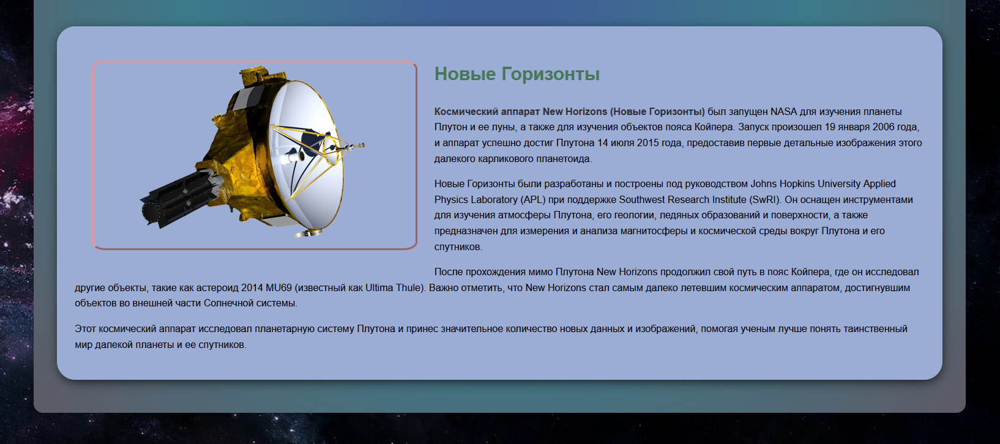 Новые Горизонты
Космический аппарат New Horizons (Новые Горизонты) был запущен NASA для изучения планеты
Плутон и ее луны, а также для изучения объектов пояса Койпера. Запуск произошел 19 января 2006 года,
и аппарат успешно достиг Плутона 14 июля 2015 года, предоставив первые детальные изображения этого
далекого карликового планетоида.
Новые Горизонты были разработаны и построены под руководством Johns Hopkins University Applied
Physics Laboratory (APL) при поддержке Southwest Research Institute (SwRI). Он оснащен инструментами
для изучения атмосферы Плутона, его геологии, ледяных образований и поверхности, а также
предназначен для измерения и анализа магнитосферы и космической среды вокруг Плутона и его
спутников.
После прохождения мимо Плутона New Horizons продолжил свой путь в пояс Койпера, где он исследовал
другие объекты, такие как астероид 2014 MU69 (известный как Ultima Thule). Важно отметить, что New Horizons стал самым далеко летевшим космическим аппаратом, достигнувшим
объектов во внешней части Солнечной системы.
Этот космический аппарат исследовал планетарную систему Плутона и принес значительное количество новых данных и изображений, помогая ученым лучше понять таинственный
мир далекой планеты и ее спутников.